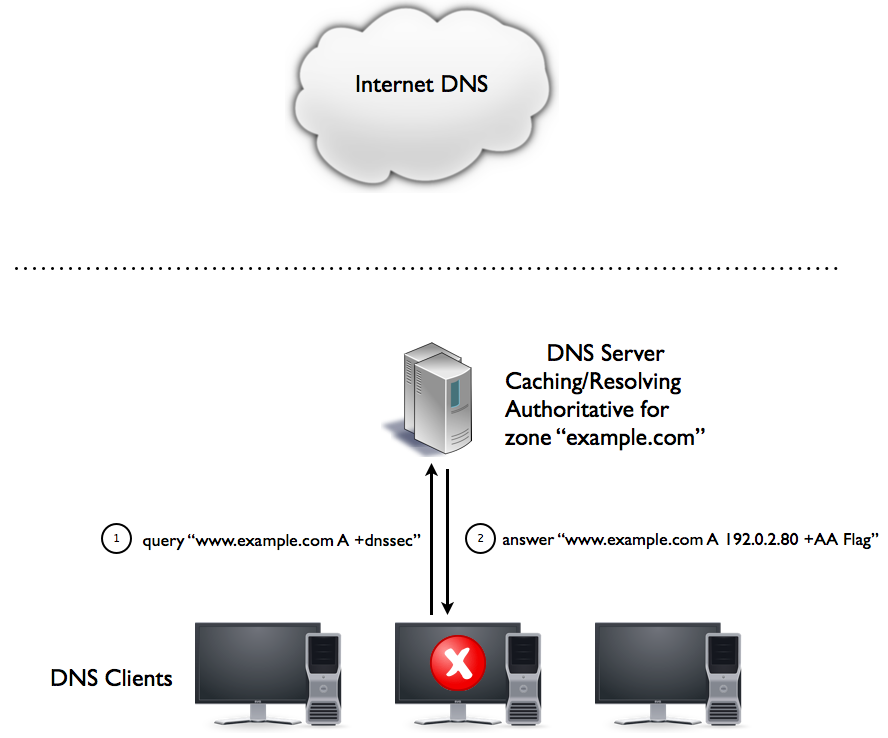 Internet DNS
DNS Server
Caching/Resolving
Authoritative for
zone “example.com”
1 query “www.example.com A +dnssec”
2 answer “www.example.com A 192.0.2.80 +AA Flag”
DNS Clients